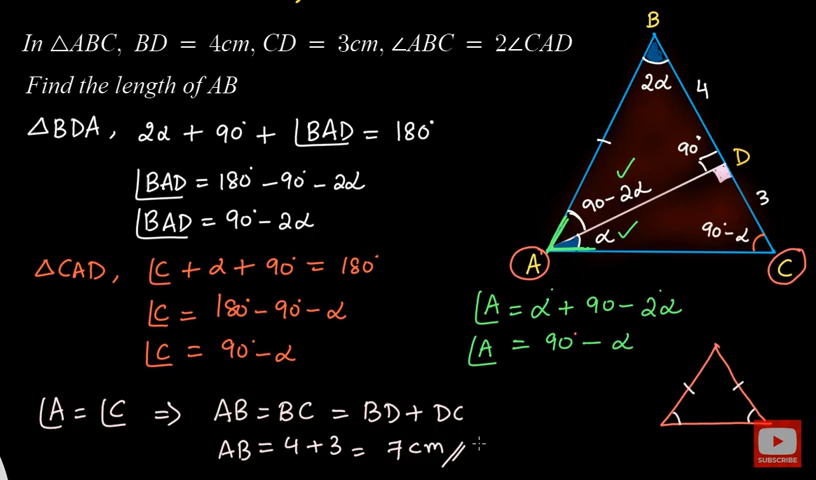 In △ABC, BD = 4cm, CD = 3cm, ∠ABC = 2∠CAD
Find the length of AB
△BDA, 2α + 90° + ∠BAD = 180°
∠BAD = 180° - 90° - 2α
∠BAD = 90° - 2α
△CAD, ∠C + α + 90° = 180°
∠C = 180° - 90° - α
∠C = 90° - α
∠A = ∠C ⇒ AB = BC = BD + DC
AB = 4 + 3 = 7cm //
B
2α
4
90°
D
90 - 2α ✓
3
α ✓
90° - α
A
C
∠A = α + 90 - 2α
∠A = 90° - α
SUBSCRIBE